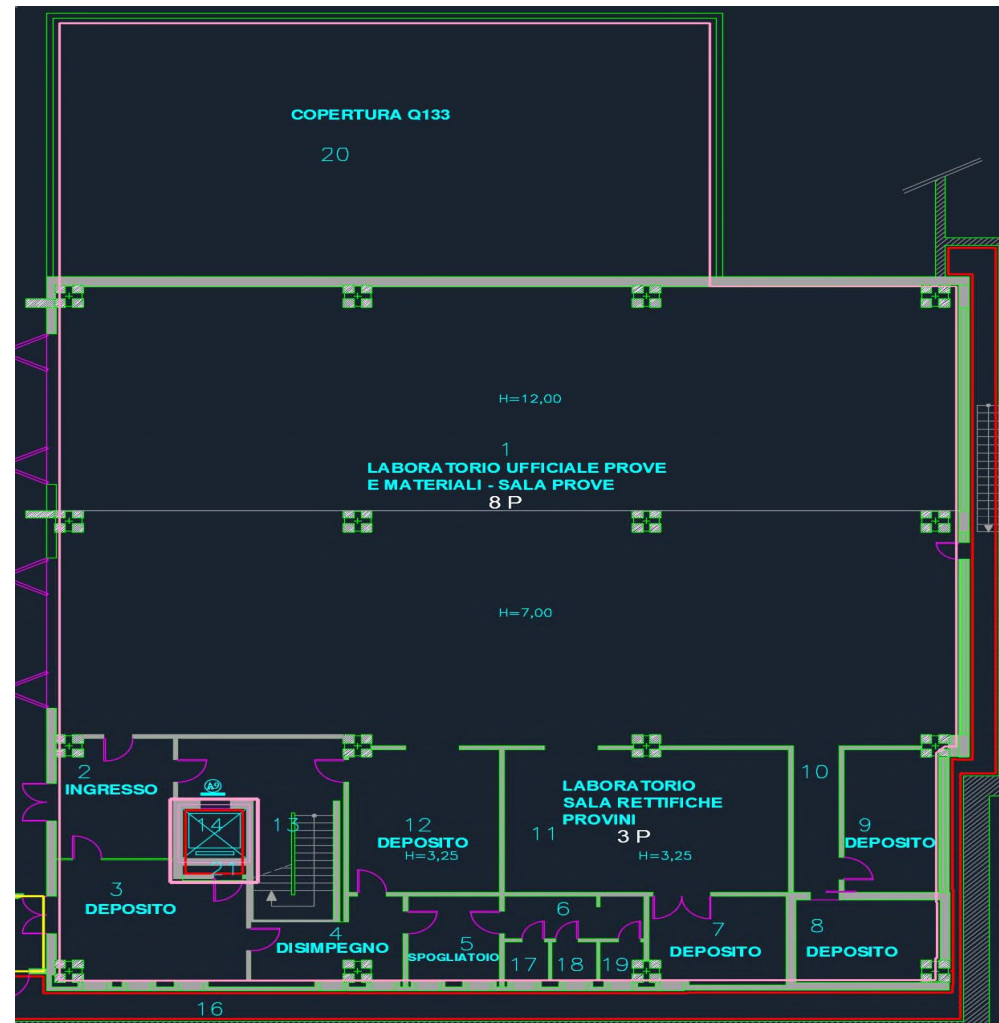 COPERTURA Q133
20
H=12,00
1
LABORATORIO UFFICIALE PROVE
E MATERIALI - SALA PROVE
8 P
H=7,00
2
INGRESSO
A9
14
13
21
3
DEPOSITO
12
DEPOSITO
H=3,25
LABORATORIO
SALA RETTIFICHE
PROVINI
11
3 P
H=3,25
10
9
DEPOSITO
4
DISIMPEGNO
5
SPOGLIATOIO
6
17
18
19
7
DEPOSITO
8
DEPOSITO
16